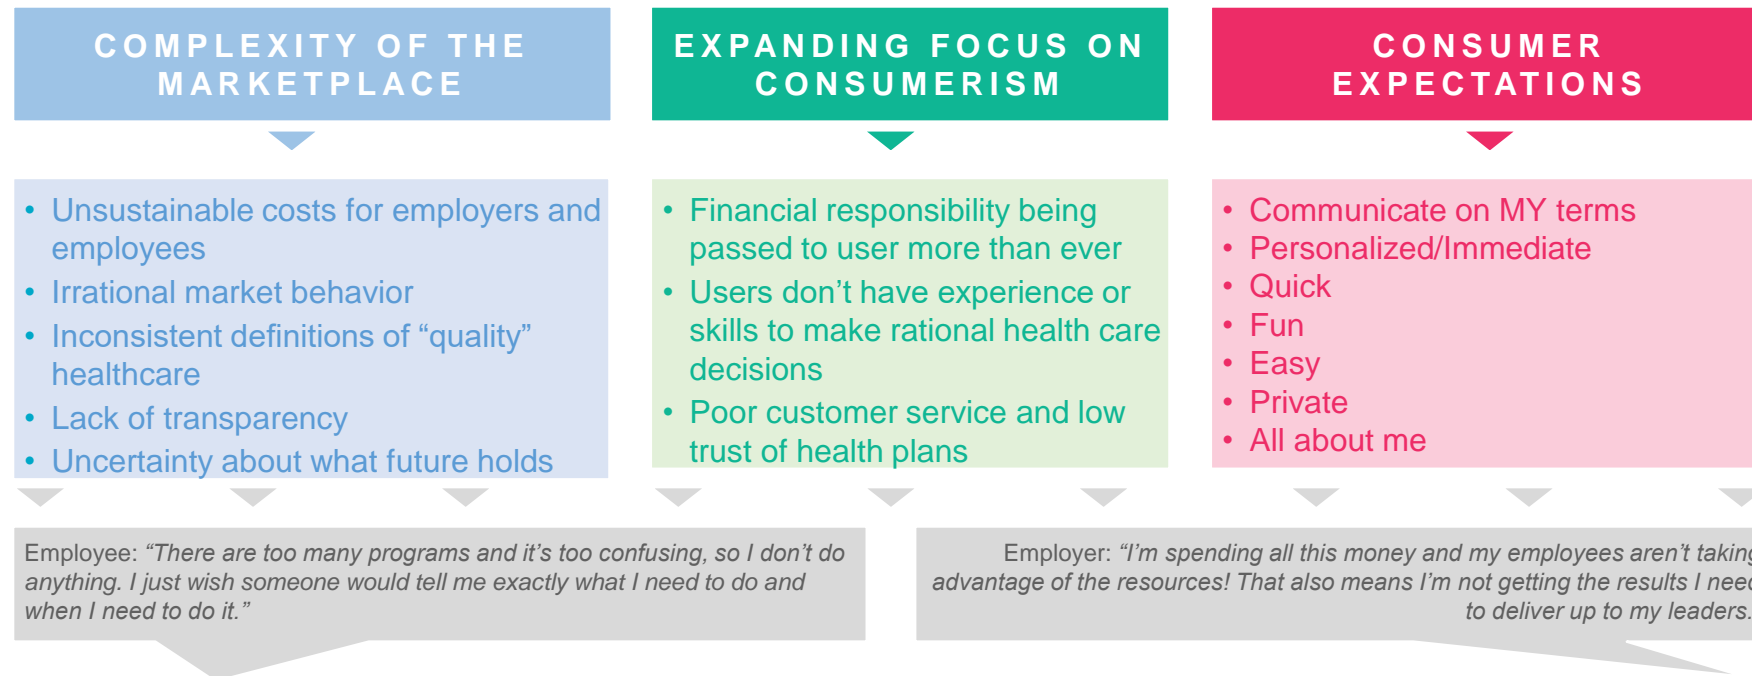 COMPLEXITY OF THE
MARKETPLACE
• Unsustainable costs for employers and
employees
• Irrational market behavior
• Inconsistent definitions of “quality”
healthcare
• Lack of transparency
• Uncertainty about what future holds
EXPANDING FOCUS ON
CONSUMERISM
• Financial responsibility being
passed to user more than ever
• Users don’t have experience or
skills to make rational health care
decisions
• Poor customer service and low
trust of health plans
CONSUMER
EXPECTATIONS
• Communicate on MY terms
• Personalized/Immediate
• Quick
• Fun
• Easy
• Private
• All about me
Employee: “There are too many programs and it’s too confusing, so I don’t do
anything. I just wish someone would tell me exactly what I need to do and
when I need to do it.”
Employer: “I’m spending all this money and my employees aren’t taking
advantage of the resources! That also means I’m not getting the results I need
to deliver up to my leaders.